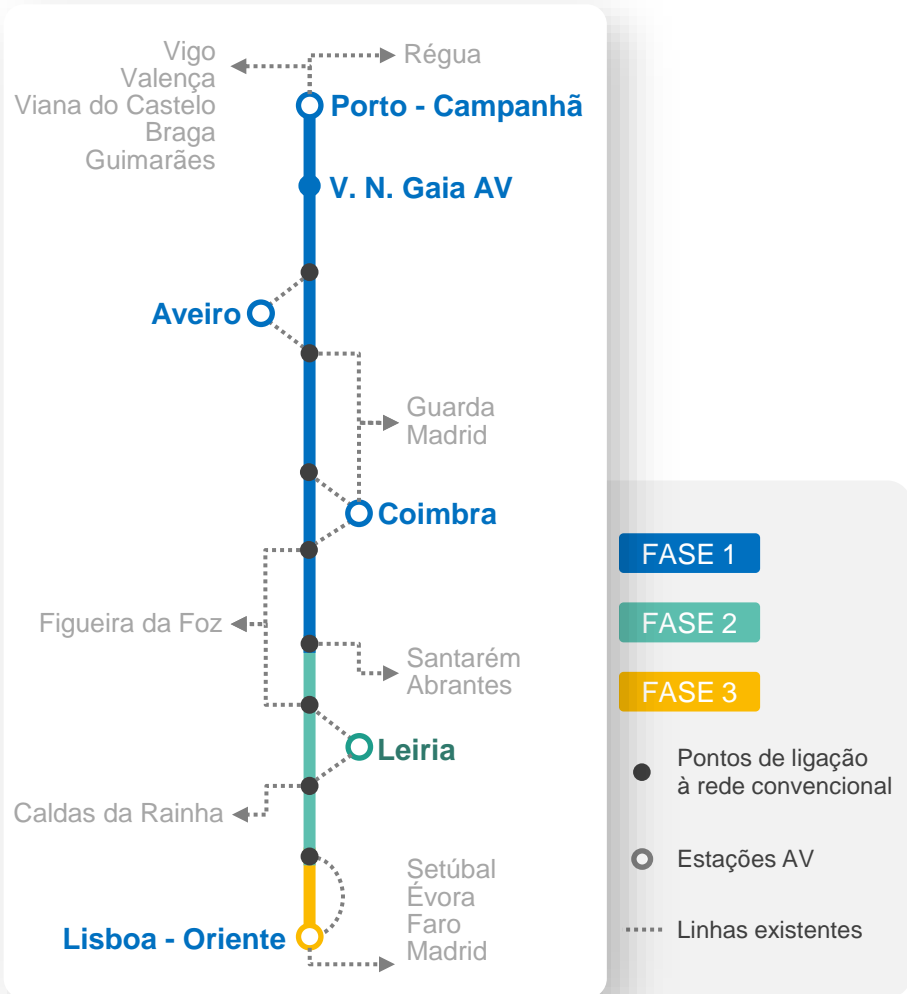 Vigo
Valença
Viana do Castelo
Braga
Guimarães
Régua
Porto - Campanhã
V. N. Gaia AV
Aveiro
Guarda
Madrid
Coimbra
Figueira da Foz
Santarém
Abrantes
Leiria
Caldas da Rainha
Setúbal
Évora
Faro
Madrid
Lisboa - Oriente
FASE 1
FASE 2
FASE 3
Pontos de ligação
à rede convencional
Estações AV
Linhas existentes